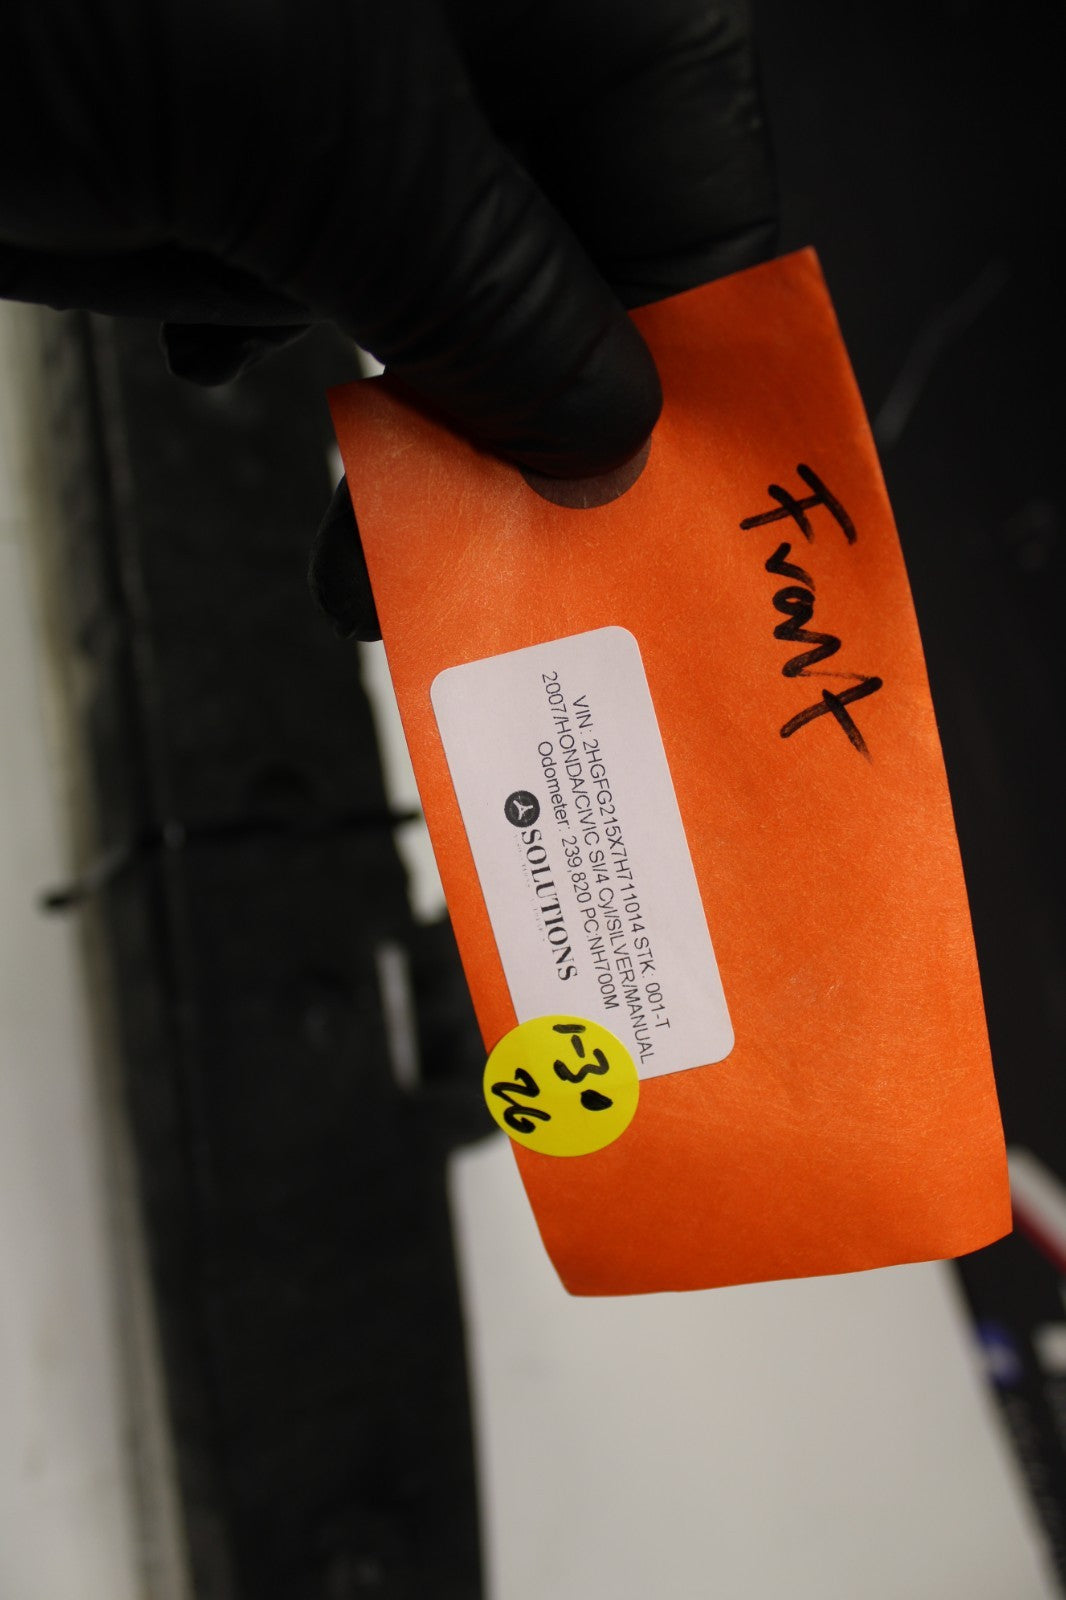 Front
VIN: 2HGFG215X7H711014 STK: 001-T
2007/HONDA/CIVIC SI/4 Cyl/SILVER/MANUAL
Odometer: 239,820 PC:NH700M
SOLUTIONS
1-30
26